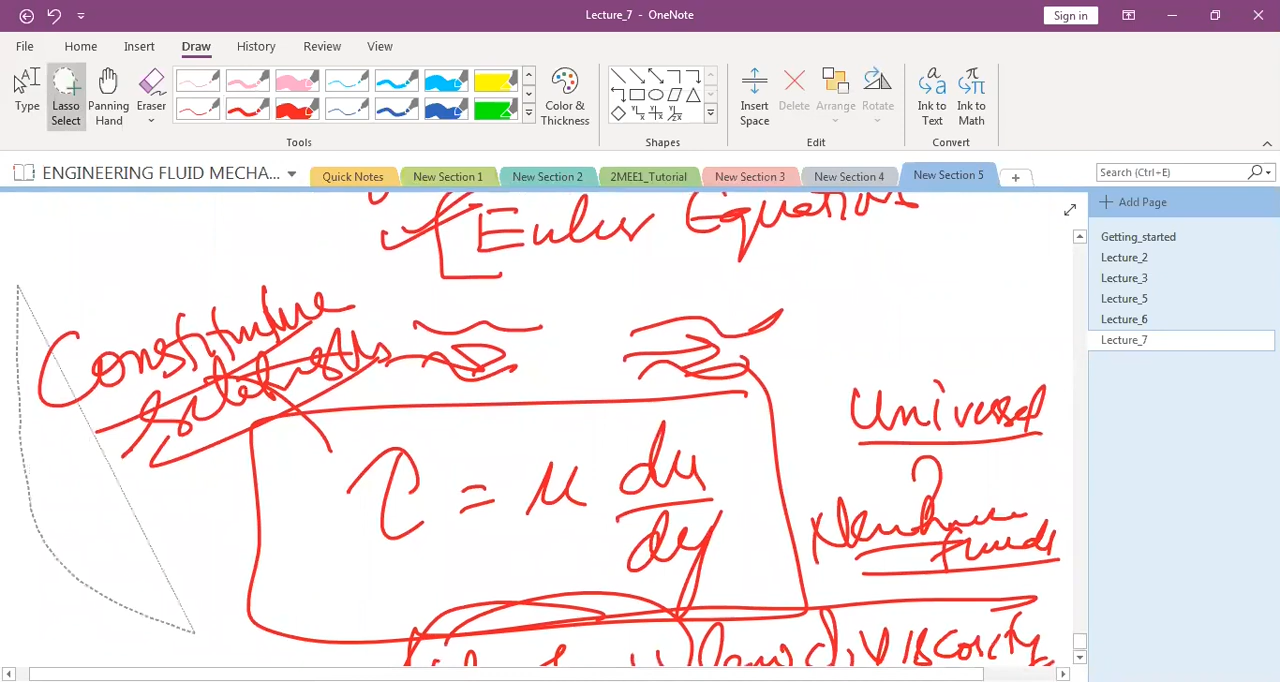 Lecture_7 - OneNote
Sign in
File Home Insert Draw History Review View
Type
Lasso Select
Panning Hand
Eraser
Color & Thickness
Insert Space
Delete
Arrange
Rotate
Ink to Text
Ink to Math
Tools
Shapes
Edit
Convert
ENGINEERING FLUID MECHA...
Quick Notes
New Section 1
New Section 2
2MEE1_Tutorial
New Section 3
New Section 4
New Section 5
Search (Ctrl+E)
Add Page
Getting_started
Lecture_2
Lecture_3
Lecture_5
Lecture_6
Lecture_7
Euler Equations
Constitutive
relationships
τ = μ du/dy
Universal
?
Newtonian
fluids
viscosity